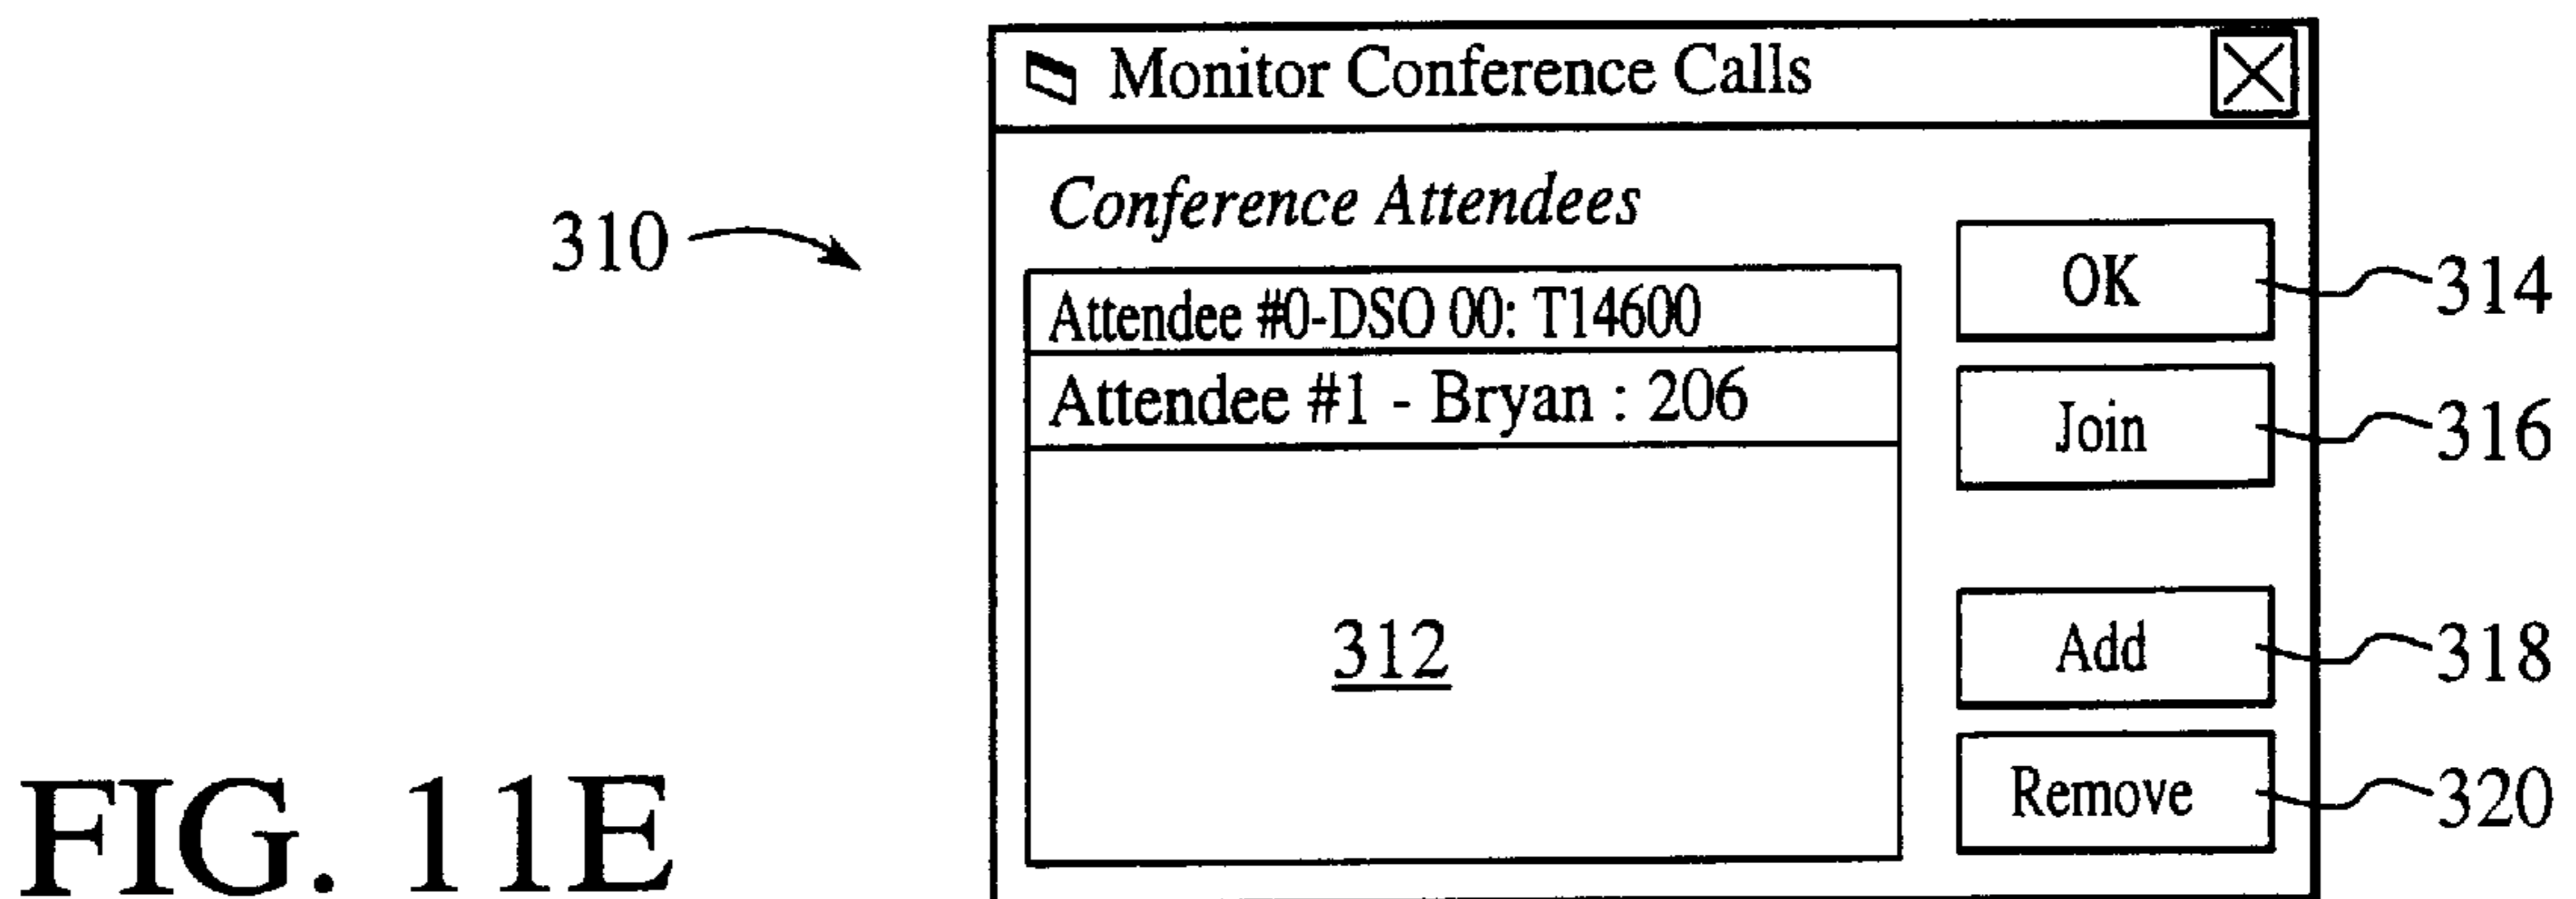 Monitor Conference Calls
Conference Attendees
310
Attendee #0-DSO 00: T14600
Attendee #1 - Bryan : 206
312
OK
314
Join
316
Add
318
Remove
320
FIG. 11E